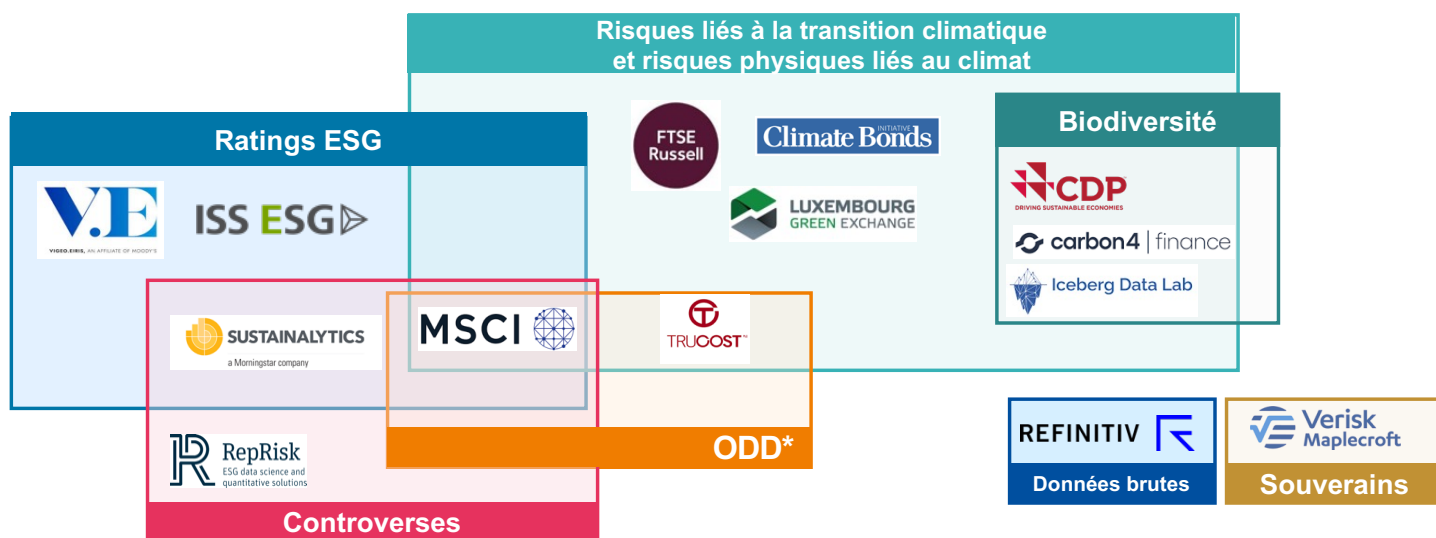 Risques liés à la transition climatique
et risques physiques liés au climat
Ratings ESG
Biodiversité
FTSE
Russell
Climate Bonds
INITIATIVE
V.E
VIGEO.EIRIS, AN AFFILIATE OF MOODY'S
ISS ESG
LUXEMBOURG
GREEN EXCHANGE
CDP
DRIVING SUSTAINABLE ECONOMIES
carbon4 | finance
Iceberg Data Lab
SUSTAINALYTICS
a Morningstar company
MSCI
TRUCOST™
RepRisk
ESG data science and
quantitative solutions
ODD*
Controverses
REFINITIV
Données brutes
Verisk
Maplecroft
Souverains